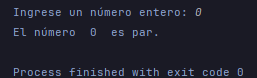 Ingrese un número entero: 0
El número  0  es par.
Process finished with exit code 0